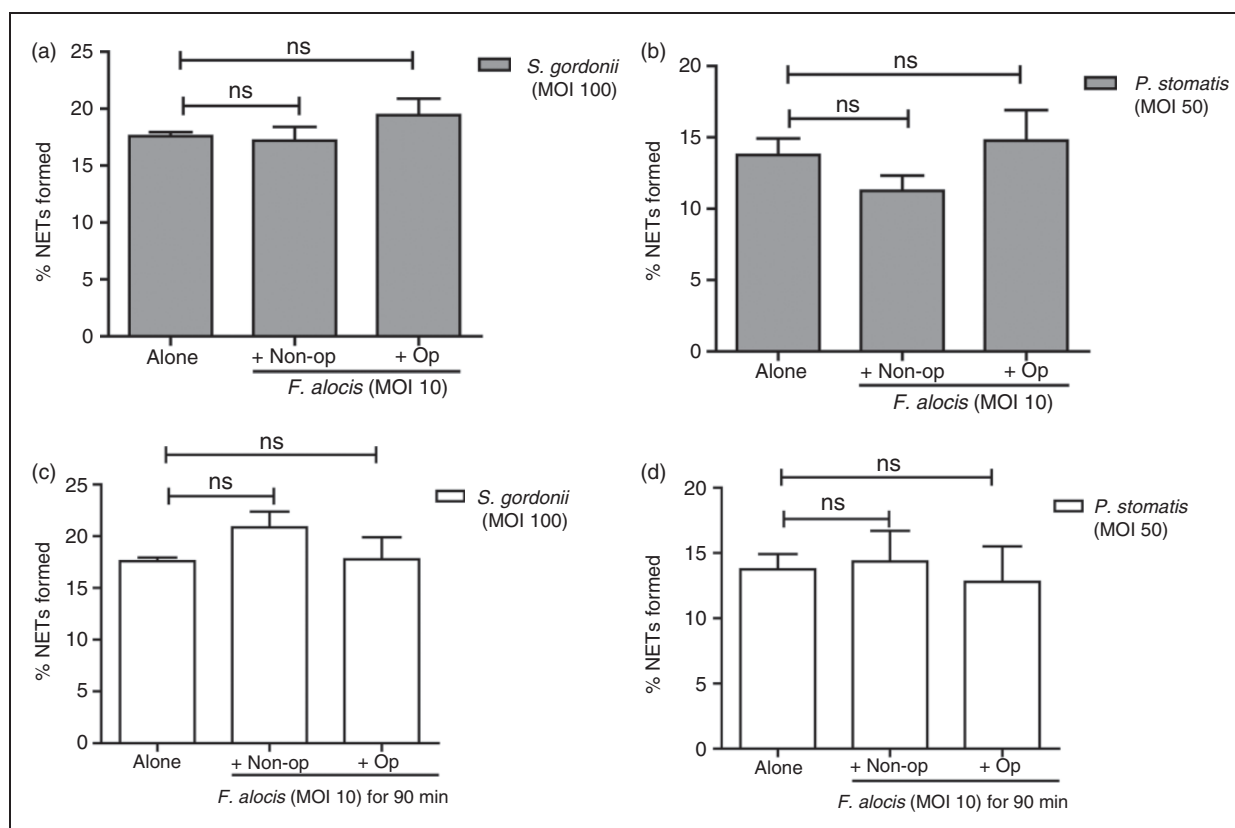 (a)
25
20
15
10
5
0
% NETs formed
ns
ns
S. gordonii
(MOI 100)
Alone
+ Non-op
+ Op
F. alocis (MOI 10)
(b)
20
15
10
5
0
% NETs formed
ns
ns
P. stomatis
(MOI 50)
Alone
+ Non-op
+ Op
F. alocis (MOI 10)
(c)
25
20
15
10
5
0
% NETs formed
ns
ns
S. gordonii
(MOI 100)
Alone
+ Non-op
+ Op
F. alocis (MOI 10) for 90 min
(d)
20
15
10
5
0
% NETs formed
ns
ns
P. stomatis
(MOI 50)
Alone
+ Non-op
+ Op
F. alocis (MOI 10) for 90 min